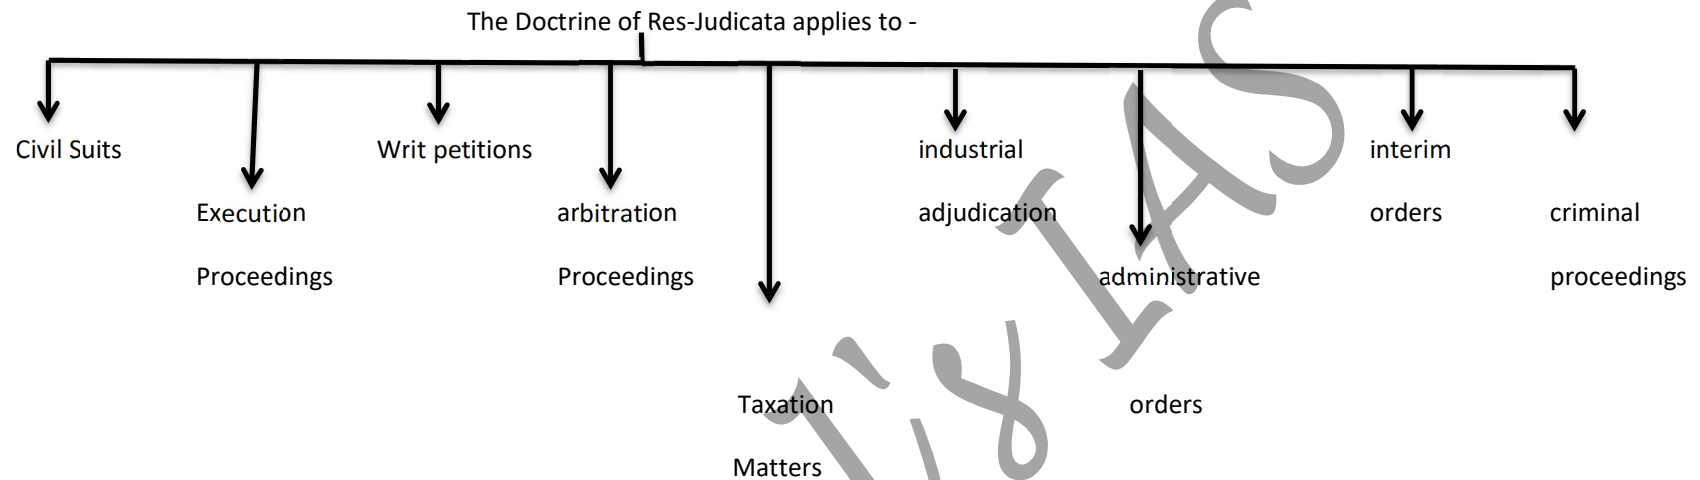 The Doctrine of Res-Judicata applies to -
Civil Suits
Execution
Proceedings
Writ petitions
arbitration
Proceedings
Taxation
Matters
industrial
adjudication
administrative
orders
interim
orders
criminal
proceedings
IAS